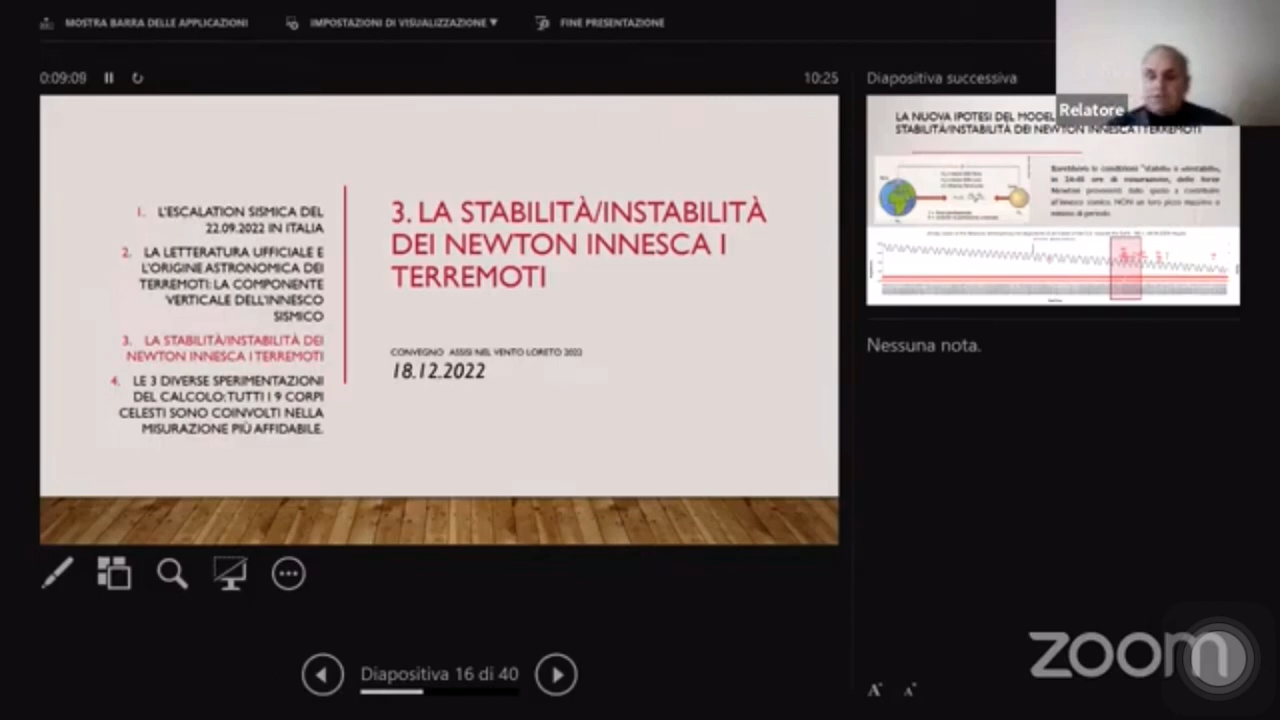 MOSTRA BARRA DELLE APPLICAZIONI
IMPOSTAZIONI DI VISUALIZZAZIONE ▼
FINE PRESENTAZIONE
0:09:09
10:25
Diapositiva successiva
Relatore
1. L'ESCALATION SISMICA DEL
22.09.2022 IN ITALIA
2. LA LETTERATURA UFFICIALE E
L'ORIGINE ASTRONOMICA DEI
TERREMOTI: LA COMPONENTE
VERTICALE DELL'INNESCO
SISMICO
3. LA STABILITÀ/INSTABILITÀ DEI
NEWTON INNESCA I TERREMOTI
4. LE 3 DIVERSE SPERIMENTAZIONI
DEL CALCOLO: TUTTI I 9 CORPI
CELESTI SONO COINVOLTI NELLA
MISURAZIONE PIÙ AFFIDABILE.
3. LA STABILITÀ/INSTABILITÀ
DEI NEWTON INNESCA I
TERREMOTI
CONVEGNO ASSISI NEL VENTO LORETO 2022
18.12.2022
LA NUOVA IPOTESI DEL
STABILITÀ/INSTABILITÀ DEI NEWTON INNESCA I TERREMOTI
Nessuna nota.
Diapositiva 16 di 40
zoom